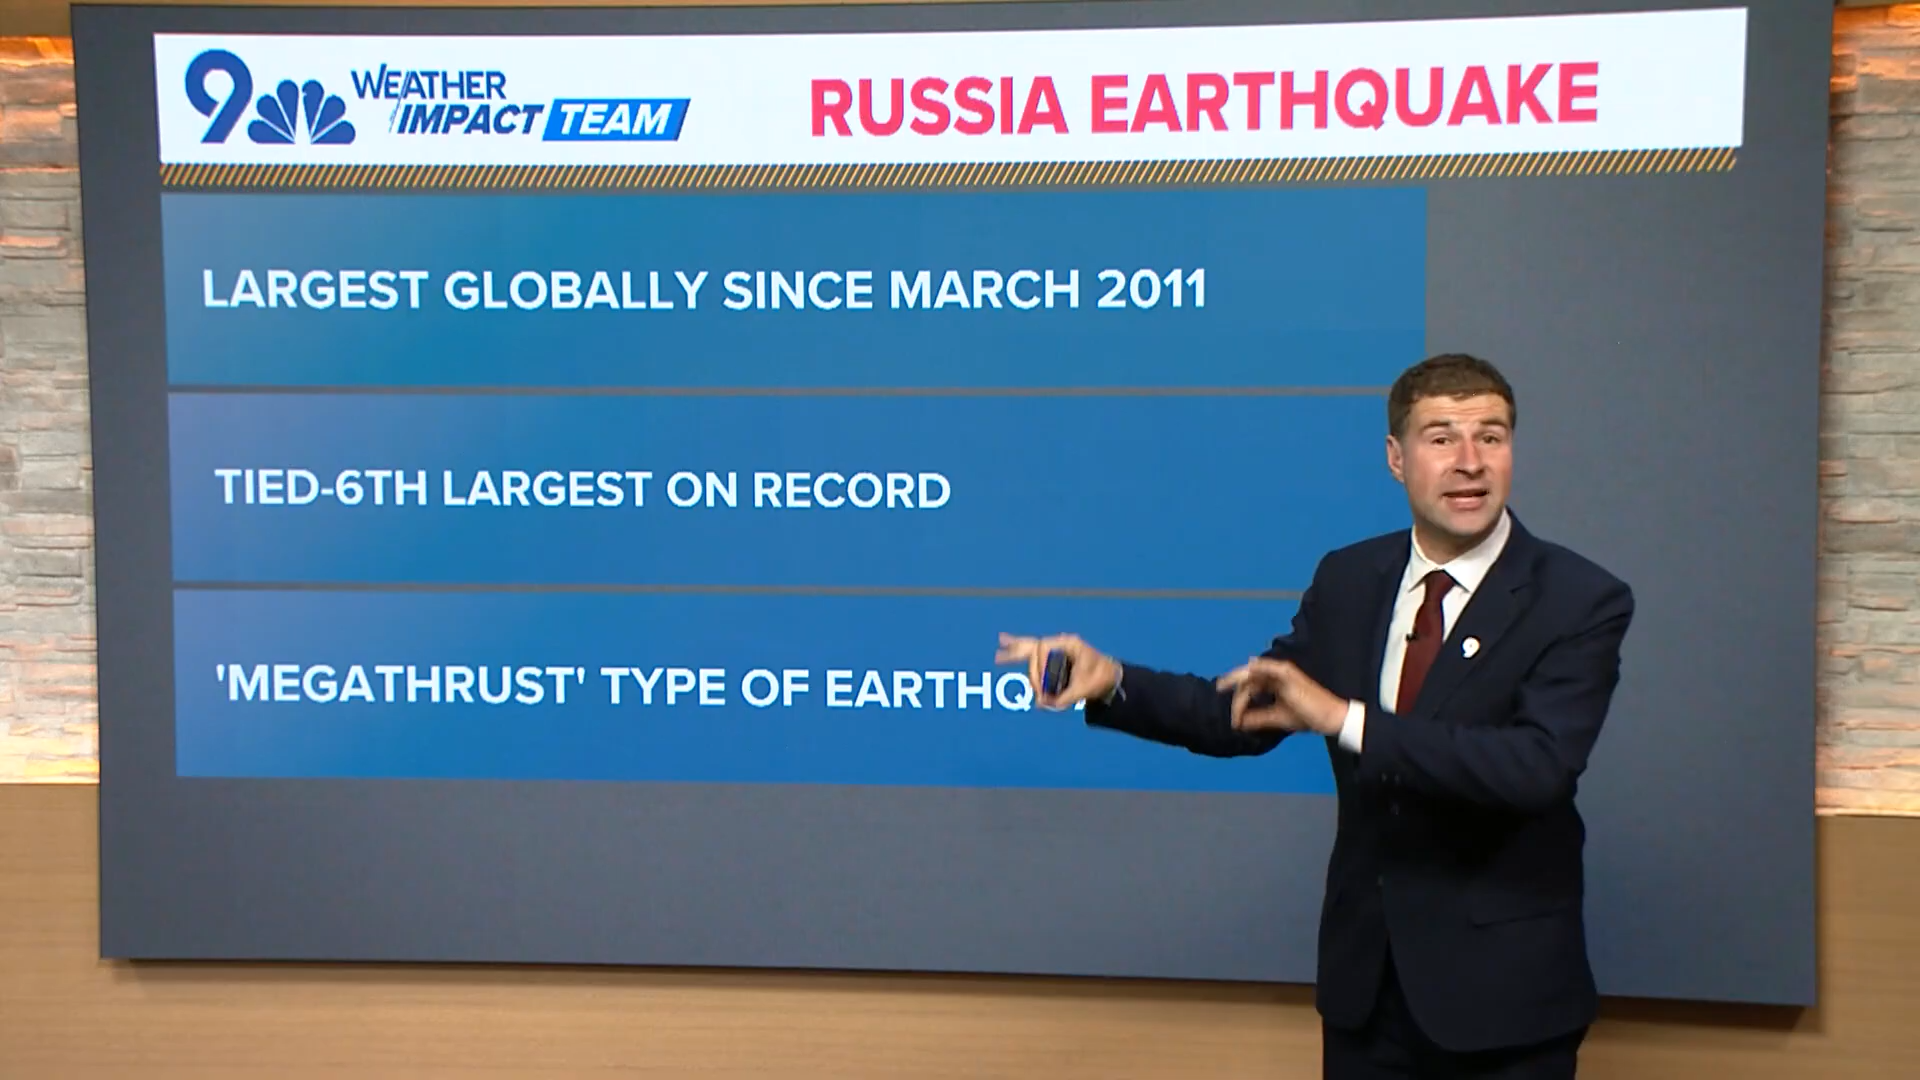 9 WEATHER
IMPACT TEAM
RUSSIA EARTHQUAKE
LARGEST GLOBALLY SINCE MARCH 2011
TIED-6TH LARGEST ON RECORD
'MEGATHRUST' TYPE OF
9